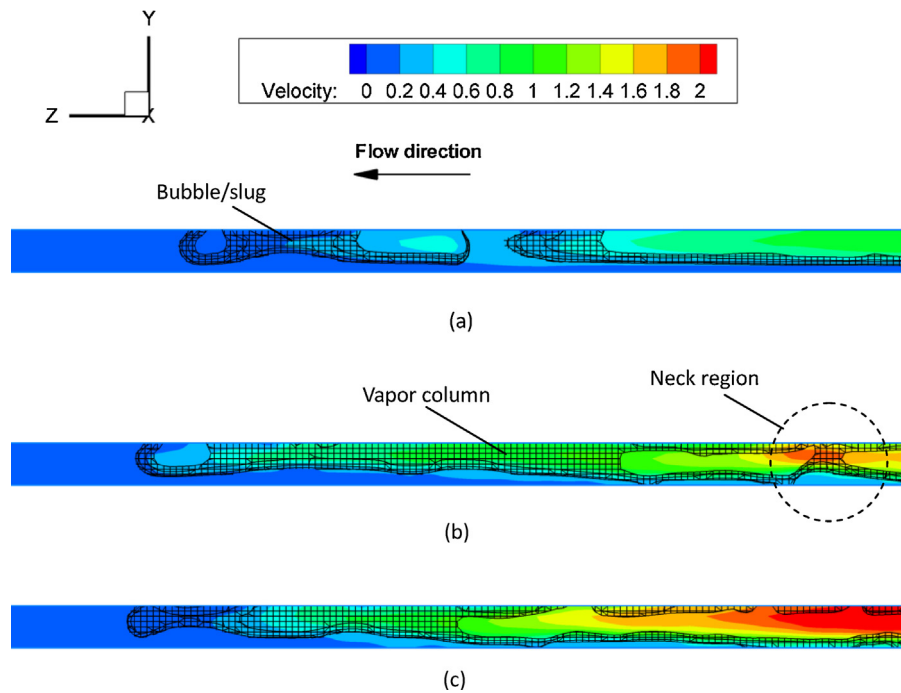 Y
Z
X
Velocity: 0 0.2 0.4 0.6 0.8 1 1.2 1.4 1.6 1.8 2
Flow direction
Bubble/slug
(a)
Neck region
Vapor column
(b)
(c)